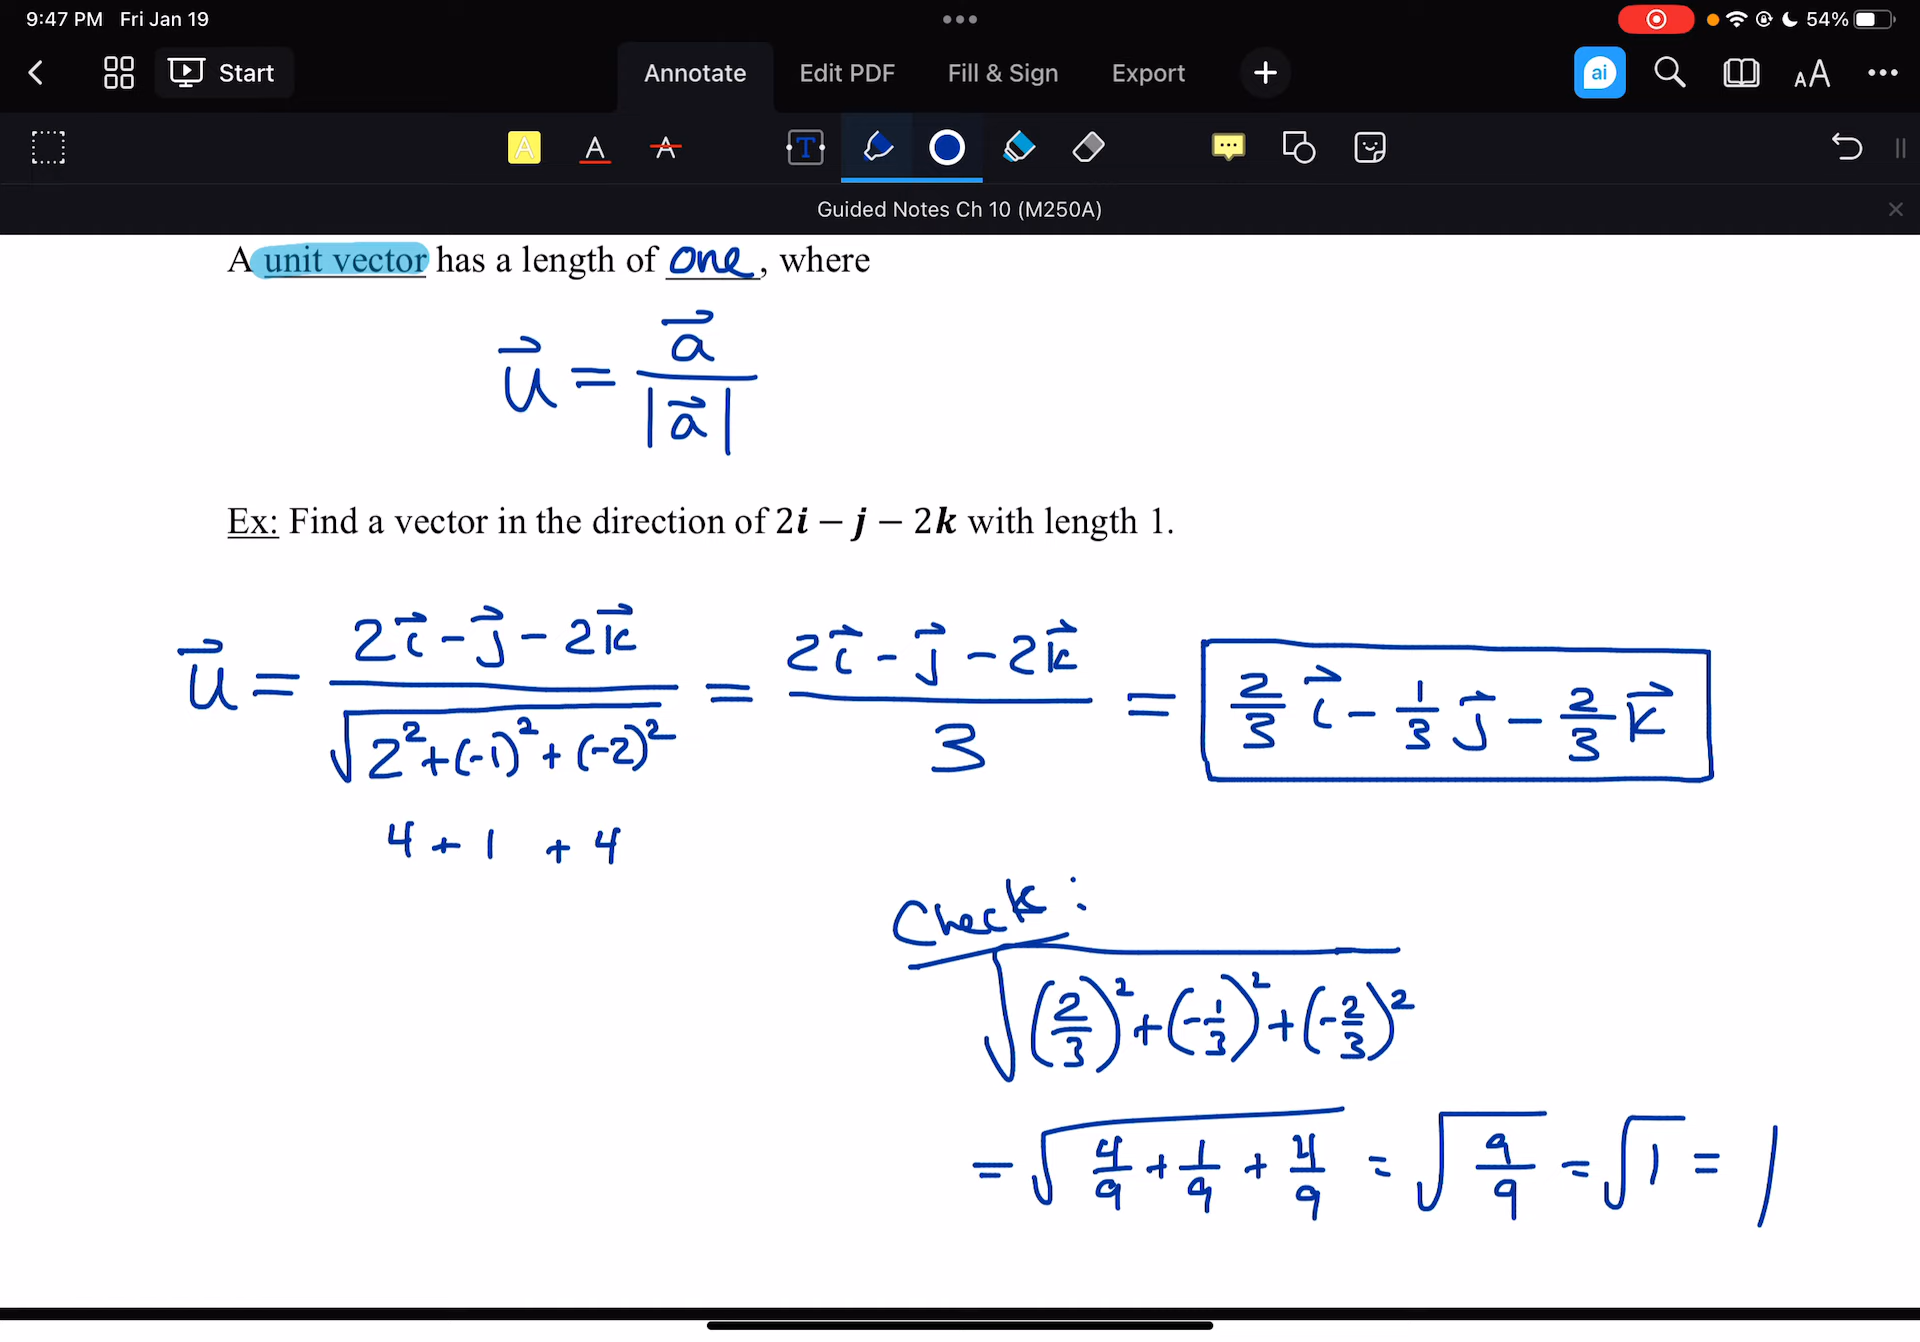 9:47 PM Fri Jan 19
54%
Start
Annotate Edit PDF Fill & Sign Export
ai AA
A A A T
Guided Notes Ch 10 (M250A)
A unit vector has a length of one, where
u⃗ = a⃗ / |a⃗|
Ex: Find a vector in the direction of 2i – j – 2k with length 1.
u⃗ = (2i⃗ - j⃗ - 2k⃗) / √(2² + (-1)² + (-2)²) = (2i⃗ - j⃗ - 2k⃗) / 3 = 2/3 i⃗ - 1/3 j⃗ - 2/3 k⃗
4 + 1 + 4
Check:
√((2/3)² + (-1/3)² + (-2/3)²)
= √(4/9 + 1/9 + 4/9) = √(9/9) = √1 = 1